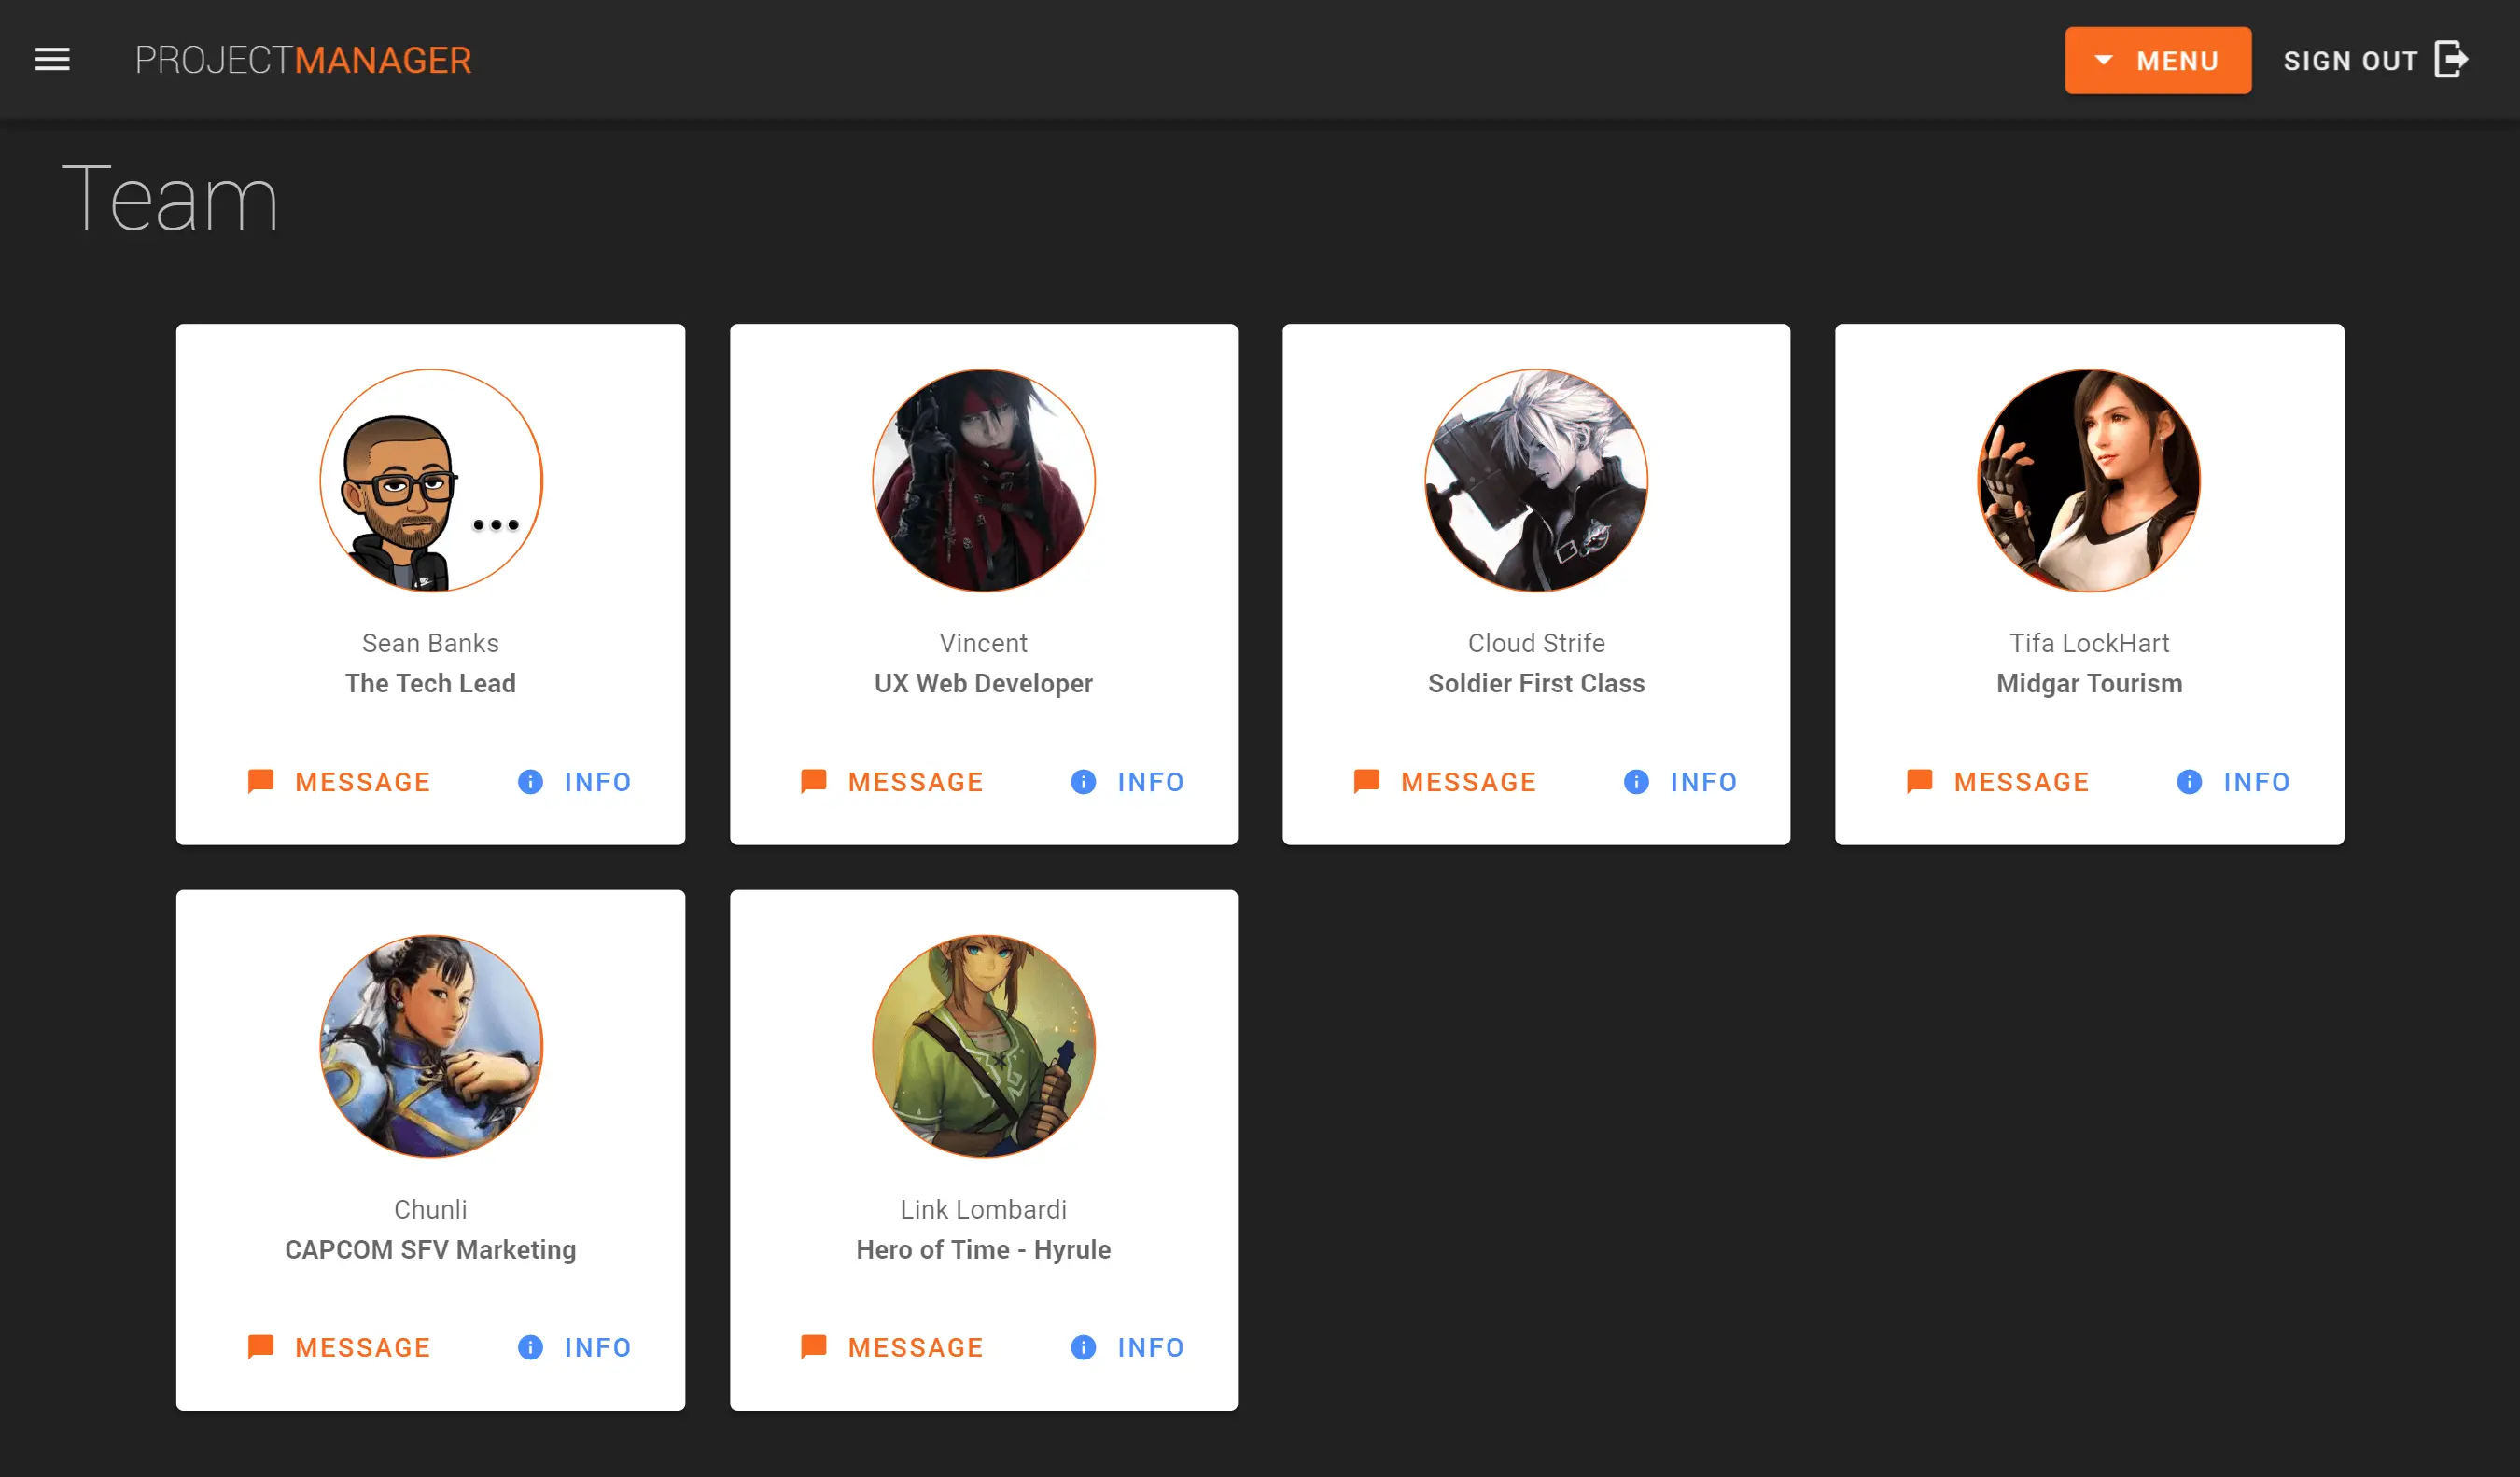 PROJECTMANAGER
MENU
SIGN OUT
Team
Sean Banks
The Tech Lead
MESSAGE
INFO
Vincent
UX Web Developer
MESSAGE
INFO
Cloud Strife
Soldier First Class
MESSAGE
INFO
Tifa LockHart
Midgar Tourism
MESSAGE
INFO
Chunli
CAPCOM SFV Marketing
MESSAGE
INFO
Link Lombardi
Hero of Time - Hyrule
MESSAGE
INFO